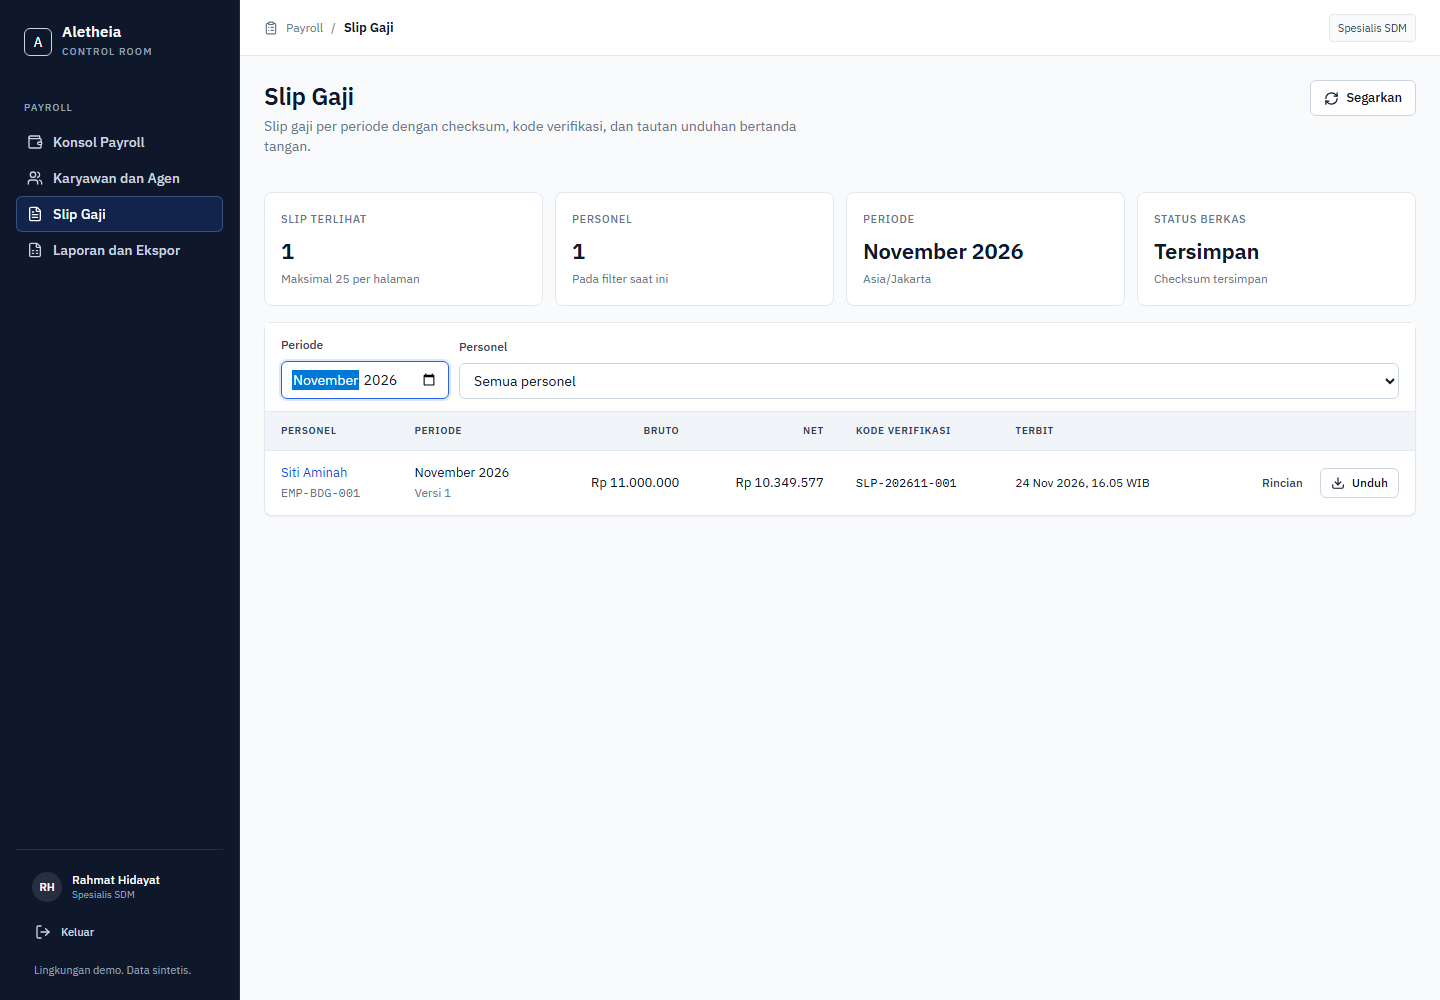 A
Aletheia
CONTROL ROOM
PAYROLL
Konsol Payroll
Karyawan dan Agen
Slip Gaji
Laporan dan Ekspor
RH
Rahmat Hidayat
Spesialis SDM
Keluar
Lingkungan demo. Data sintetis.
Payroll / Slip Gaji
Spesialis SDM
Slip Gaji
Slip gaji per periode dengan checksum, kode verifikasi, dan tautan unduhan bertanda
tangan.
Segarkan
SLIP TERLIHAT
1
Maksimal 25 per halaman
PERSONEL
1
Pada filter saat ini
PERIODE
November 2026
Asia/Jakarta
STATUS BERKAS
Tersimpan
Checksum tersimpan
Periode
November 2026
Personel
Semua personel
PERSONEL PERIODE BRUTO NET KODE VERIFIKASI TERBIT
Siti Aminah
EMP-BDG-001
November 2026
Versi 1
Rp 11.000.000
Rp 10.349.577
SLP-202611-001
24 Nov 2026, 16.05 WIB
Rincian
Unduh